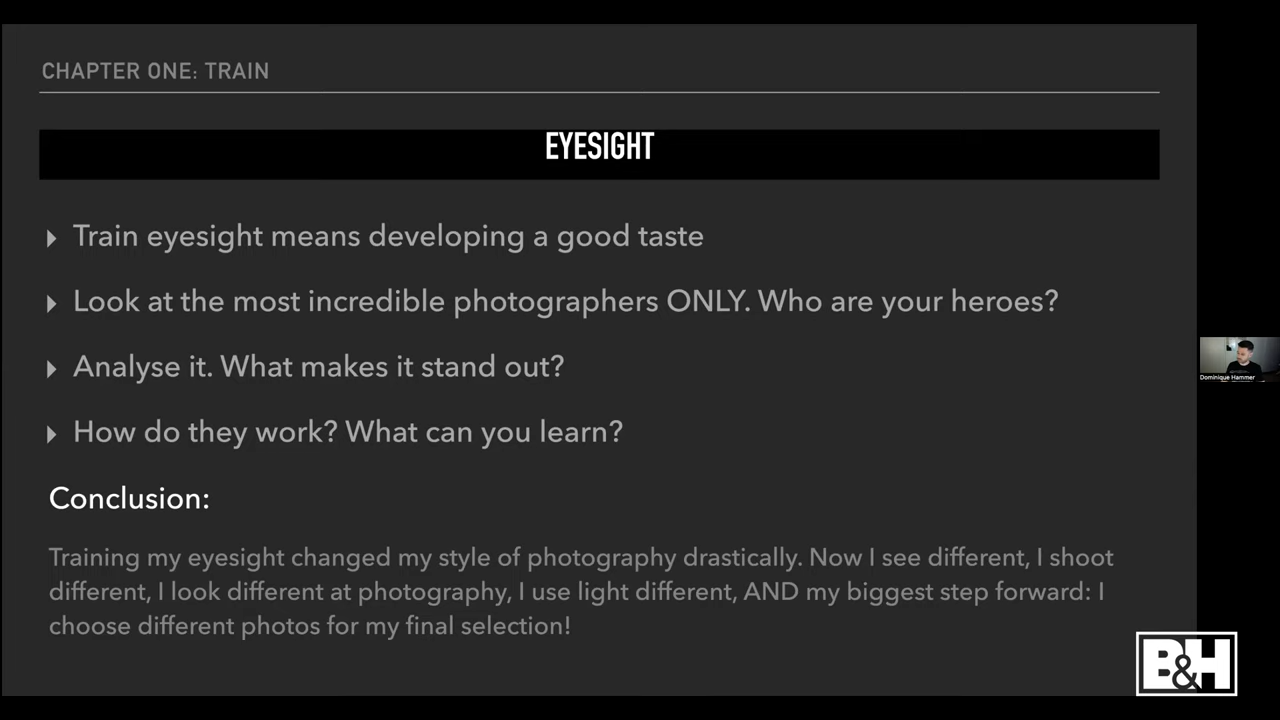 CHAPTER ONE: TRAIN
EYESIGHT
Train eyesight means developing a good taste
Look at the most incredible photographers ONLY. Who are your heroes?
Analyse it. What makes it stand out?
How do they work? What can you learn?
Conclusion:
Training my eyesight changed my style of photography drastically. Now I see different, I shoot
different, I look different at photography, I use light different, AND my biggest step forward: I
choose different photos for my final selection!
Dominique Hammer
B&H